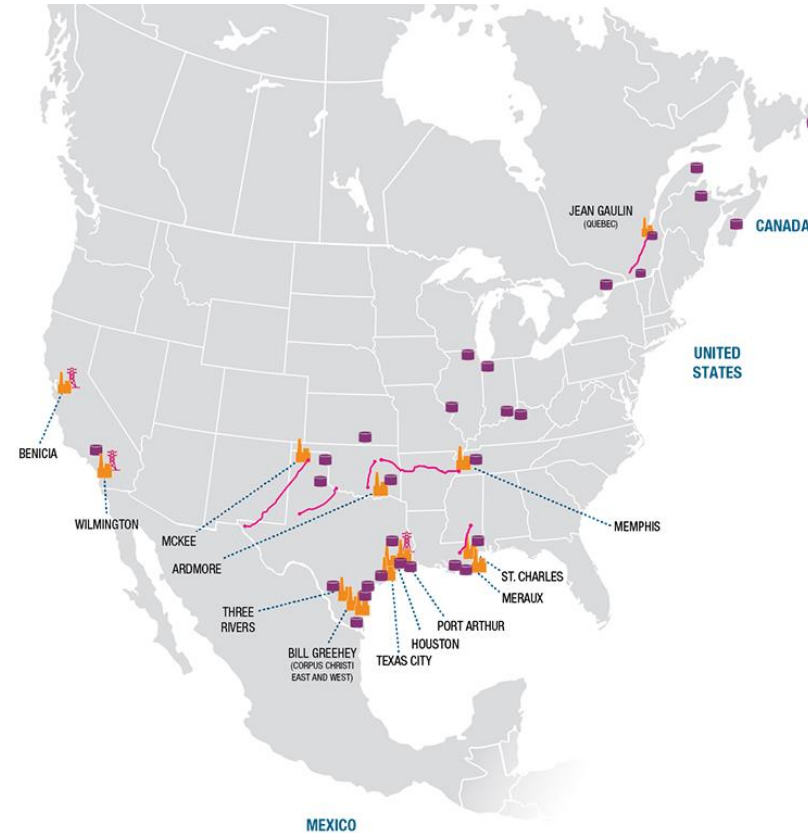 JEAN GAULIN
(QUEBEC)
CANADA
UNITED
STATES
BENICIA
WILMINGTON
MCKEE
ARDMORE
MEMPHIS
ST. CHARLES
MERAUX
THREE
RIVERS
PORT ARTHUR
HOUSTON
BILL GREEHEY
(CORPUS CHRISTI
EAST AND WEST)
TEXAS CITY
MEXICO